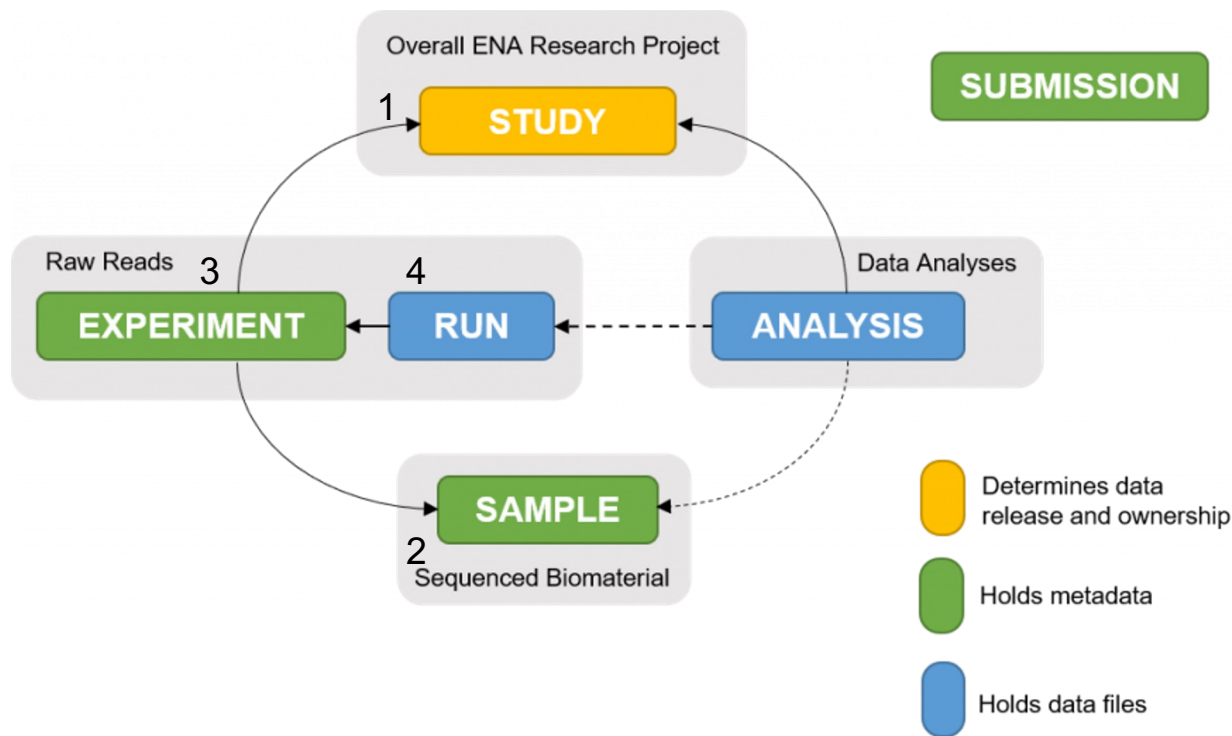 Overall ENA Research Project
SUBMISSION
1
STUDY
Raw Reads
3
4
Data Analyses
EXPERIMENT
RUN
ANALYSIS
SAMPLE
2
Sequenced Biomaterial
Determines data
release and ownership
Holds metadata
Holds data files